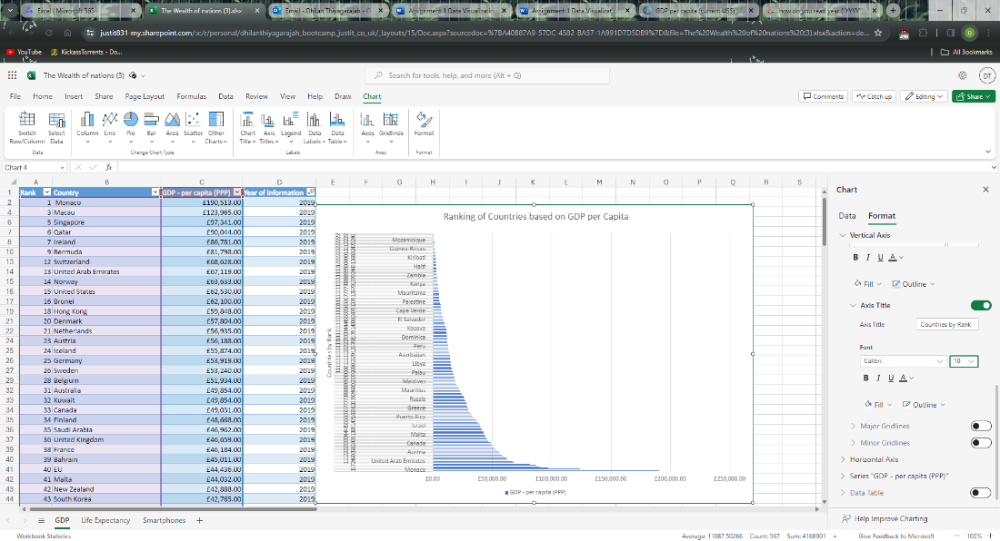 Excel | Microsoft 365
The Wealth of nations (3).xlsx
Email - Dhilan Thiyagarajah - O
Assignment 1 Data Visualizati
Assignment 1 Data Visualizat
GDP per capita (current US$)
how do you read year ("YYYY"
justit831-my.sharepoint.com/:x:/r/personal/dhilanthiyagarajah_bootcamp_justit_co_uk/_layouts/15/Doc.aspx?sourcedoc=%7BA40B87A9-57DC-4582-BA57-1A991D7D5DB9%7D&file=The%20Wealth%20of%20nations%20(3).xlsx&action=de...
YouTube KickassTorrents - Do...
All Bookmarks
The Wealth of nations (3)
Search for tools, help, and more (Alt + Q)
DT
File Home Insert Share Page Layout Formulas Data Review View Help Draw Chart
Comments Catch up Editing Share
Switch Row/Column Select Data Column Line Pie Bar Area Scatter Other Charts Chart Title Axis Titles Legend Data Labels Data Table Axes Gridlines Format
Data Change Chart Type Labels Axes Format
Chart 4 fx
A B C D E F G H I J K L M N O P Q R S
1 Rank Country GDP - per capita (PPP) Year of Information
2 1 Monaco £190,513.00 2019
4 3 Macau £123,965.00 2019
6 5 Singapore £97,341.00 2019
7 6 Qatar £90,044.00 2019
8 7 Ireland £86,781.00 2019
10 9 Bermuda £81,798.00 2019
13 12 Switzerland £68,628.00 2019
14 13 United Arab Emirates £67,119.00 2019
15 14 Norway £63,633.00 2019
16 15 United States £62,530.00 2019
17 16 Brunei £62,100.00 2019
19 18 Hong Kong £59,848.00 2019
21 20 Denmark £57,804.00 2019
22 21 Netherlands £56,935.00 2019
24 23 Austria £56,188.00 2019
25 24 Iceland £55,874.00 2019
26 25 Germany £53,919.00 2019
27 26 Sweden £53,240.00 2019
29 28 Belgium £51,934.00 2019
32 31 Australia £49,854.00 2019
33 32 Kuwait £49,854.00 2019
34 33 Canada £49,031.00 2019
35 34 Finland £48,668.00 2019
36 35 Saudi Arabia £46,962.00 2019
37 36 United Kingdom £46,659.00 2019
39 38 France £46,184.00 2019
40 39 Bahrain £45,011.00 2019
41 40 EU £44,436.00 2019
42 41 Malta £44,032.00 2019
43 42 New Zealand £42,888.00 2019
44 43 South Korea £42,765.00 2019
Ranking of Countries based on GDP per Capita
Countries by Rank
Mozambique
Guinea-Bissau
Kiribati
Haiti
Zambia
Kenya
Mauritania
Palestine
Cape Verde
El Salvador
Kosovo
Dominica
Peru
Azerbaijan
Libya
Palau
Maldives
Mauritius
Russia
Greece
Puerto Rico
Israel
Malta
Canada
Austria
United Arab Emirates
Monaco
£0.00 £50,000.00 £100,000.00 £150,000.00 £200,000.00 £250,000.00
GDP - per capita (PPP)
Chart
Data Format
Vertical Axis
B I U A
Fill Outline
Axis Title
Axis Title Countries by Rank
Font
Calibri 10
B I U A
Fill Outline
Major Gridlines
Minor Gridlines
Horizontal Axis
Series "GDP - per capita (PPP)"
Data Table
Help Improve Charting
GDP Life Expectancy Smartphones
Workbook Statistics
Average: 11087.50266 Count: 567 Sum: 4168901
Give Feedback to Microsoft 100%